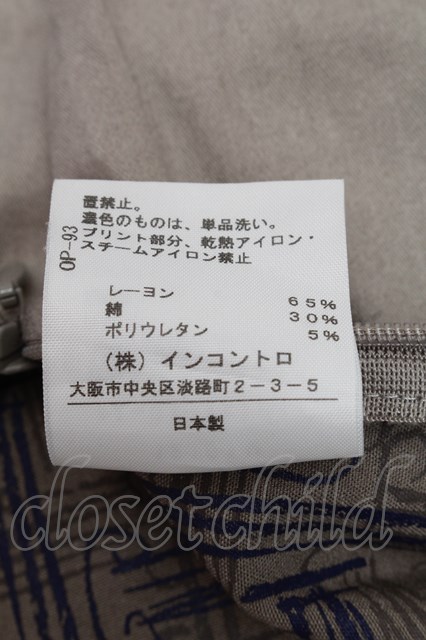 置禁止。
濃色のものは、単品洗い。
プリント部分、乾熱アイロン・
スチームアイロン禁止
OP-93
レーヨン 65%
綿 30%
ポリウレタン 5%
(株)インコントロ
大阪市中央区淡路町2-3-5
日本製
closet child